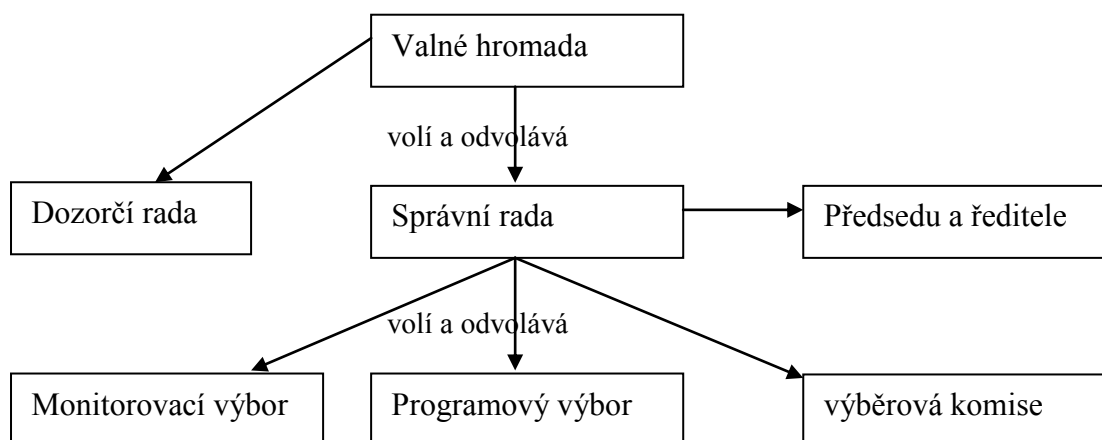 Valné hromada
volí a odvolává
Dozorčí rada
Správní rada
Předsedu a ředitele
volí a odvolává
Monitorovací výbor
Programový výbor
výběrová komise